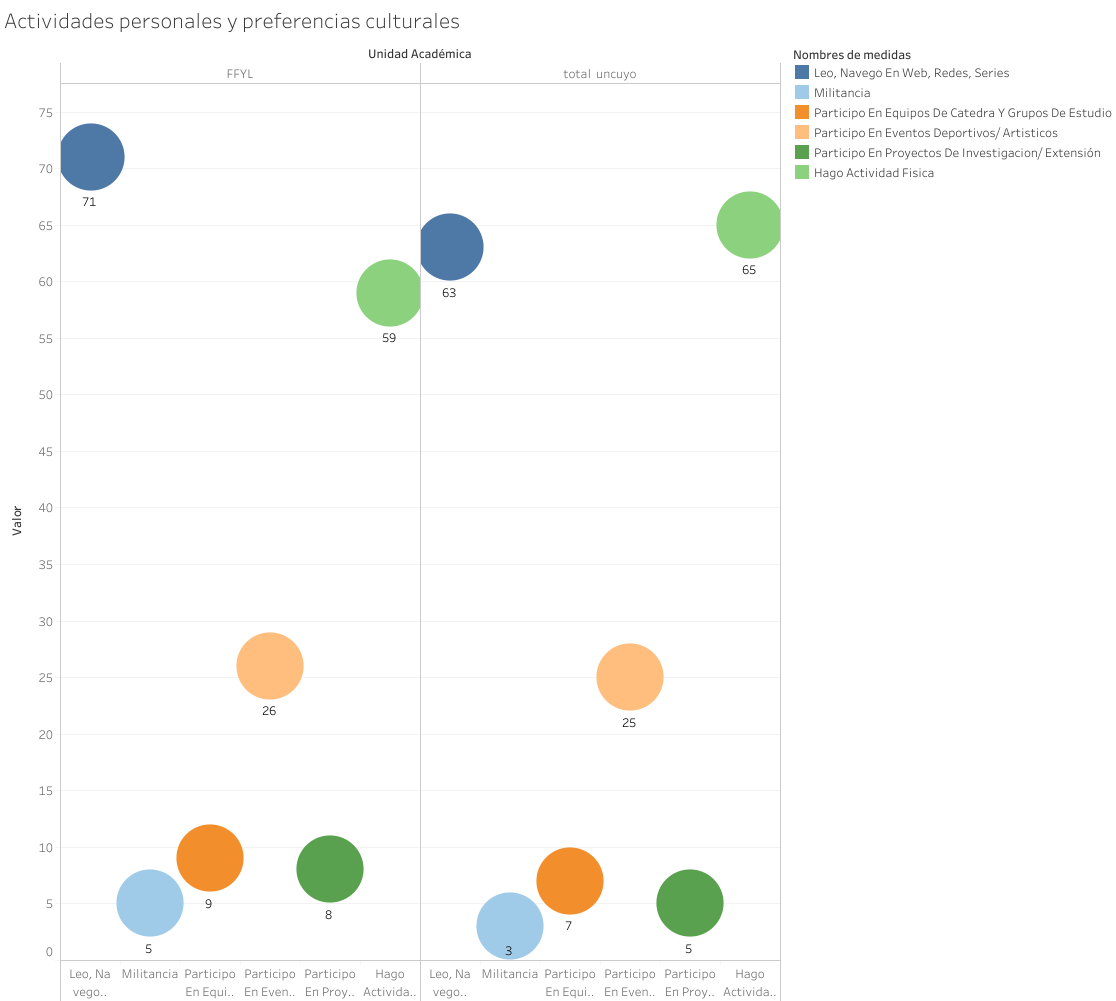 Actividades personales y preferencias culturales
Unidad Académica
FFYL
total uncuyo
75
70
65
60
55
50
45
40
35
30
25
20
15
10
5
0
Valor
71
59
26
9
8
5
63
65
25
7
5
3
Leo, Na
vego..
Militancia
Participo
En Equi..
Participo
En Even..
Participo
En Proy..
Hago
Activida..
Leo, Na
vego..
Militancia
Participo
En Equi..
Participo
En Even..
Participo
En Proy..
Hago
Activida..
Nombres de medidas
Leo, Navego En Web, Redes, Series
Militancia
Participo En Equipos De Catedra Y Grupos De Estudio
Participo En Eventos Deportivos/ Artisticos
Participo En Proyectos De Investigacion/ Extensión
Hago Actividad Fisica